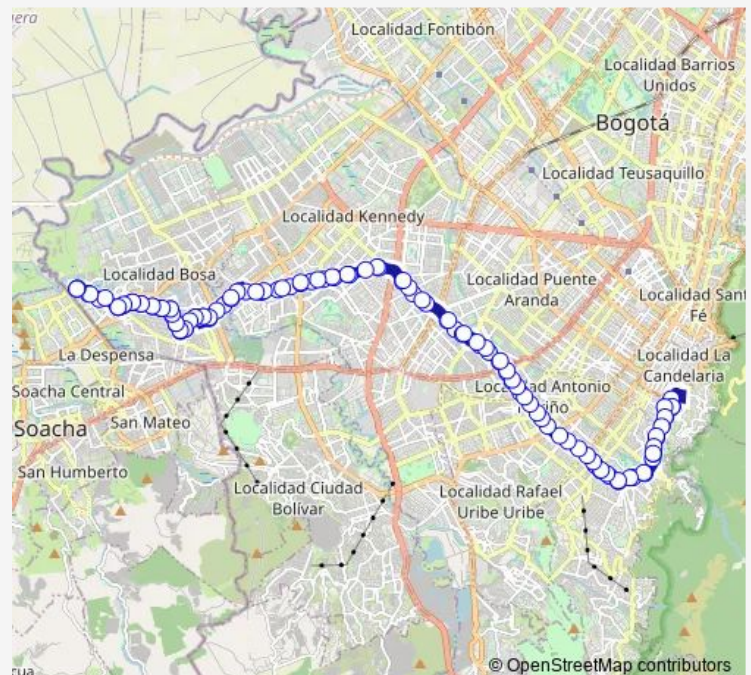 Localidad Fontibón
Localidad Barrios
Unidos
Bogotá
Localidad Teusaquillo
Localidad Kennedy
Localidad Bosa
Localidad Puente
Aranda
Localidad Sant
Fé
La Despensa
Localidad La
Candelaria
Soacha Central
Soacha
San Mateo
Antonio
San Humberto
Localidad Ciudad
Bolívar
Localidad Rafael
Uribe Uribe
© OpenStreetMap contributors